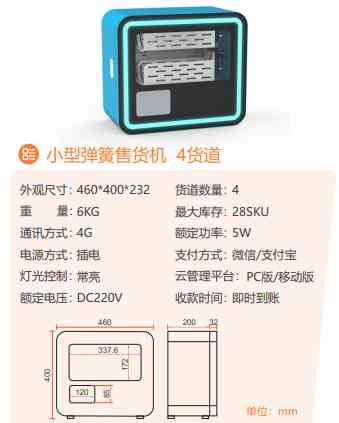 小型弹簧售货机 4货道
外观尺寸：460*400*232 货道数量：4
重 量：6KG 最大库存：28SKU
通讯方式：4G 额定功率：5W
电源方式：插电 支付方式：微信/支付宝
灯光控制：常亮 云管理平台：PC版/移动版
额定电压：DC220V 收款时间：即时到账
460 200 32
337.6
172
400
120 85
单位：mm